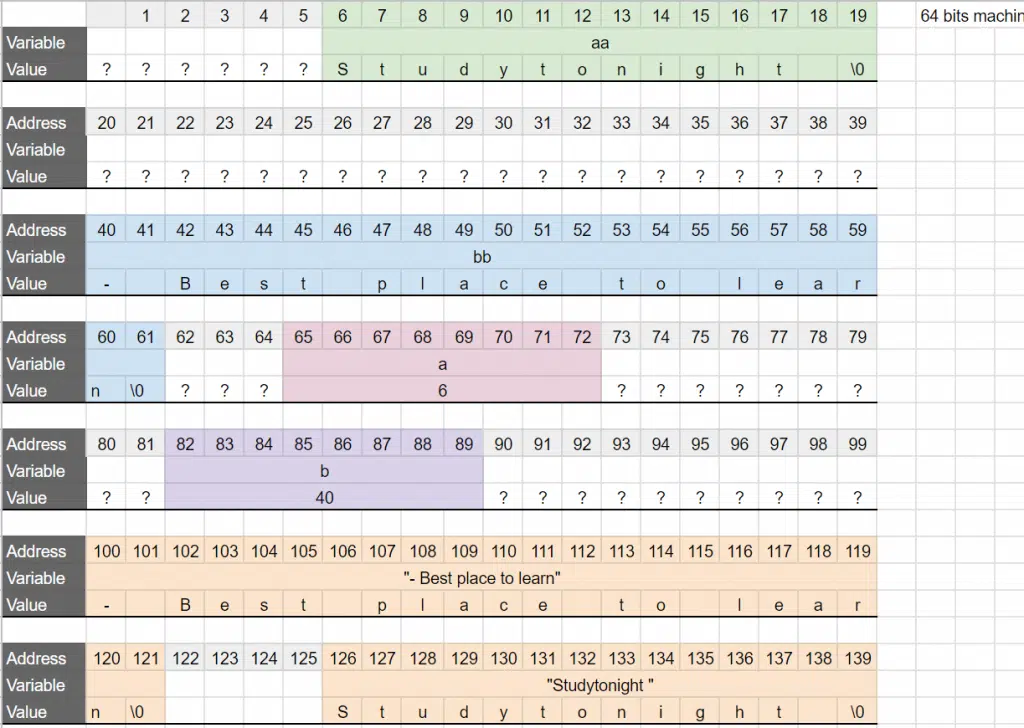 1 2 3 4 5 6 7 8 9 10 11 12 13 14 15 16 17 18 19 64 bits machin
Variable aa
Value ? ? ? ? ? ? S t u d y t o n i g h t \0
Address 20 21 22 23 24 25 26 27 28 29 30 31 32 33 34 35 36 37 38 39
Variable
Value ? ? ? ? ? ? ? ? ? ? ? ? ? ? ? ? ? ? ? ?
Address 40 41 42 43 44 45 46 47 48 49 50 51 52 53 54 55 56 57 58 59
Variable bb
Value - B e s t p l a c e t o l e a r
Address 60 61 62 63 64 65 66 67 68 69 70 71 72 73 74 75 76 77 78 79
Variable a
Value n \0 ? ? ? 6 ? ? ? ? ? ? ?
Address 80 81 82 83 84 85 86 87 88 89 90 91 92 93 94 95 96 97 98 99
Variable b
Value ? ? 40 ? ? ? ? ? ? ? ? ? ?
Address 100 101 102 103 104 105 106 107 108 109 110 111 112 113 114 115 116 117 118 119
Variable "- Best place to learn"
Value - B e s t p l a c e t o l e a r
Address 120 121 122 123 124 125 126 127 128 129 130 131 132 133 134 135 136 137 138 139
Variable "Studytonight "
Value n \0 S t u d y t o n i g h t \0